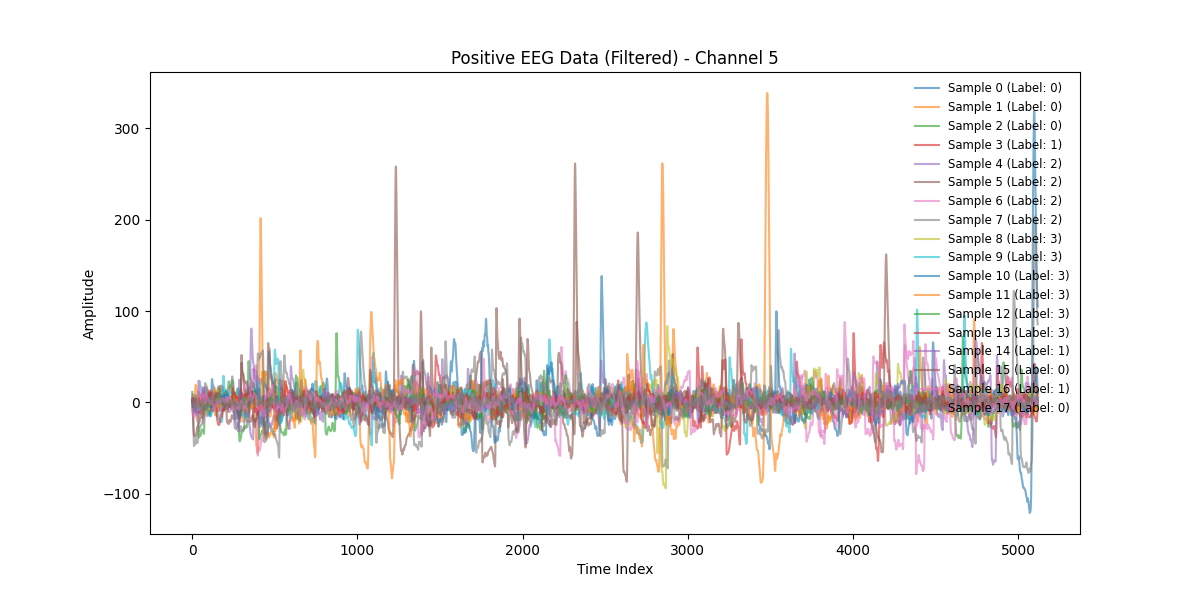 Positive EEG Data (Filtered) - Channel 5
Amplitude
300
200
100
0
−100
0
1000
2000
3000
4000
5000
Time Index
Sample 0 (Label: 0)
Sample 1 (Label: 0)
Sample 2 (Label: 0)
Sample 3 (Label: 1)
Sample 4 (Label: 2)
Sample 5 (Label: 2)
Sample 6 (Label: 2)
Sample 7 (Label: 2)
Sample 8 (Label: 3)
Sample 9 (Label: 3)
Sample 10 (Label: 3)
Sample 11 (Label: 3)
Sample 12 (Label: 3)
Sample 13 (Label: 3)
Sample 14 (Label: 1)
Sample 15 (Label: 0)
Sample 16 (Label: 1)
Sample 17 (Label: 0)